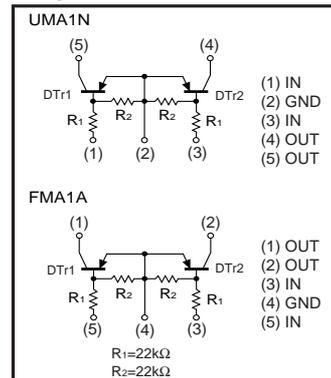 UMA1N
(5) (4)
DTr1 DTr2
R₂ R₂
R₁ R₁
(1) (2) (3)
(1) IN
(2) GND
(3) IN
(4) OUT
(5) OUT
FMA1A
(1) (2)
DTr1 DTr2
R₁ R₂ R₂ R₁
(5) (4) (3)
(1) OUT
(2) OUT
(3) IN
(4) GND
(5) IN
R₁=22kΩ
R₂=22kΩ